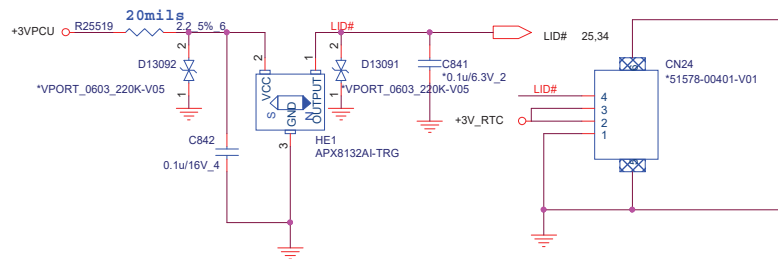 20mils
+3VPCU R25519 2.2_5%_6
LID#
LID# 25,34
D13092
*VPORT_0603_220K-V05
2
1
2
VCC
1
OUTPUT
S
N
GND
3
HE1
APX8132AI-TRG
D13091
*VPORT_0603_220K-V05
2
1
C841
*0.1u/6.3V_2
C842
0.1u/16V_4
CN24
*51578-00401-V01
LID#
+3V_RTC
4
3
2
1